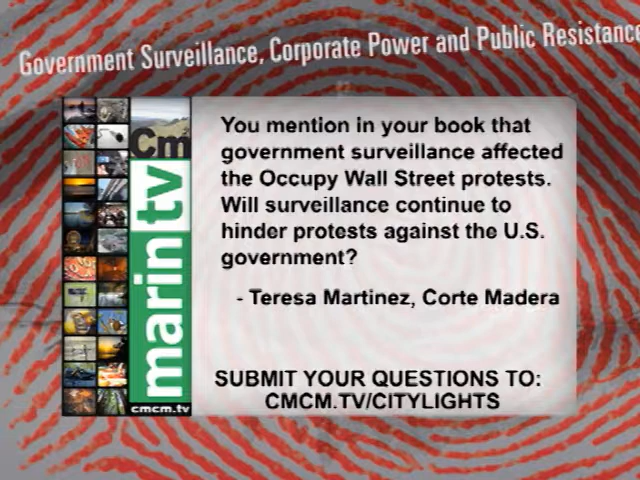 Government Surveillance, Corporate Power and Public Resistance
You mention in your book that
government surveillance affected
the Occupy Wall Street protests.
Will surveillance continue to
hinder protests against the U.S.
government?
- Teresa Martinez, Corte Madera
SUBMIT YOUR QUESTIONS TO:
CMCM.TV/CITYLIGHTS
Cm
marintv
cmcm.tv